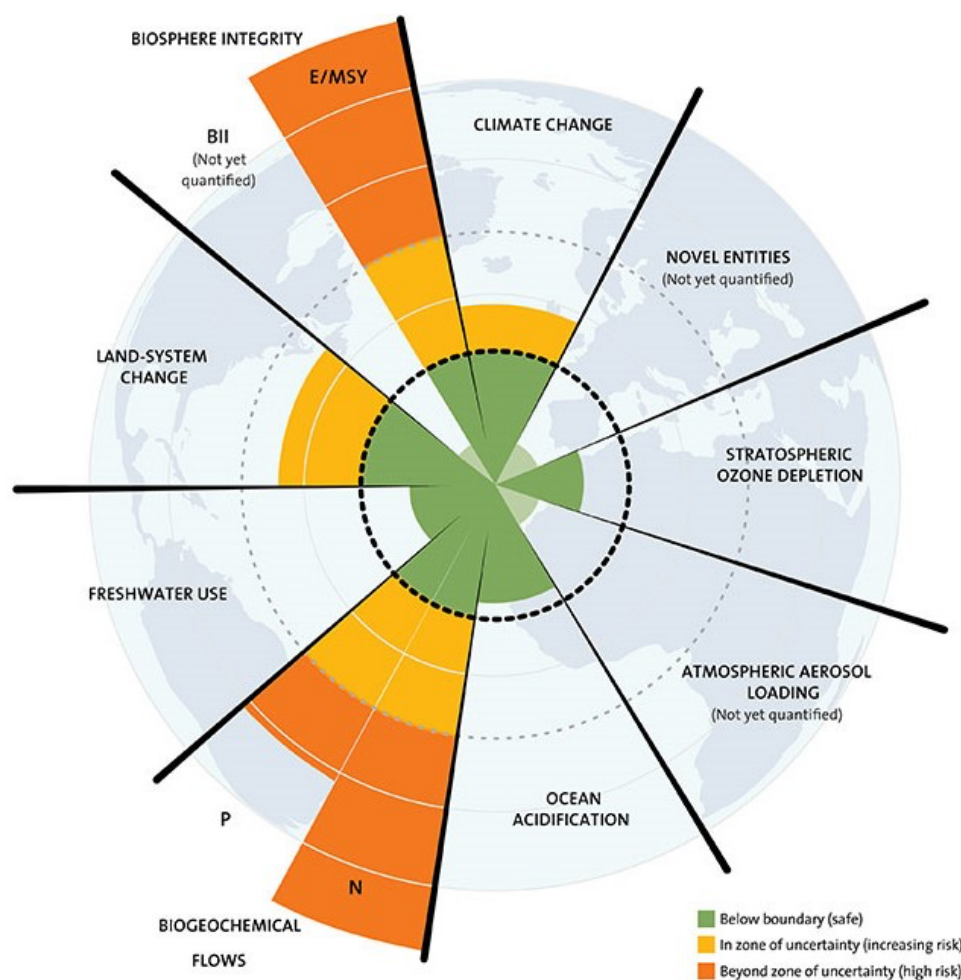 BIOSPHERE INTEGRITY
E/MSY
BII
(Not yet
quantified)
CLIMATE CHANGE
NOVEL ENTITIES
(Not yet quantified)
LAND-SYSTEM
CHANGE
STRATOSPHERIC
OZONE DEPLETION
FRESHWATER USE
ATMOSPHERIC AEROSOL
LOADING
(Not yet quantified)
OCEAN
ACIDIFICATION
P
N
BIOGEOCHEMICAL
FLOWS
Below boundary (safe)
In zone of uncertainty (increasing risk)
Beyond zone of uncertainty (high risk)